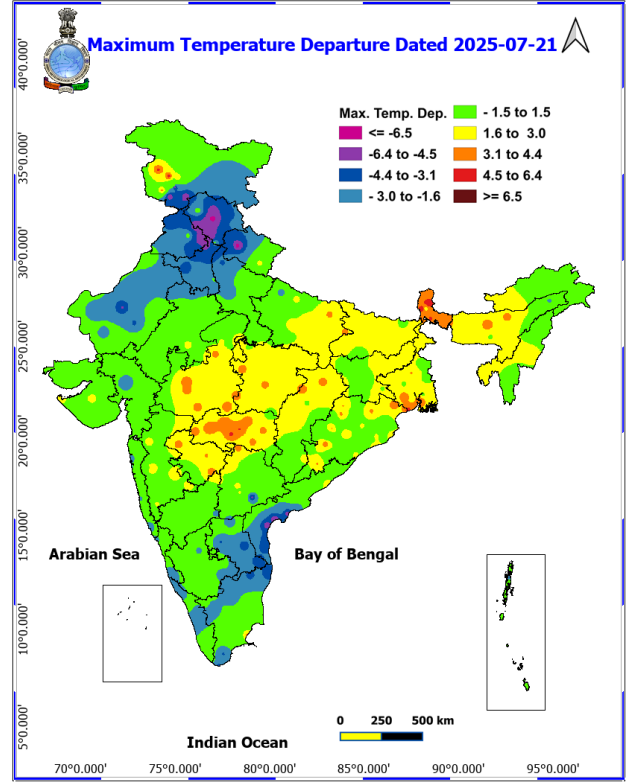 Maximum Temperature Departure Dated 2025-07-21
Max. Temp. Dep.
<= -6.5
-6.4 to -4.5
-4.4 to -3.1
- 3.0 to -1.6
- 1.5 to 1.5
1.6 to 3.0
3.1 to 4.4
4.5 to 6.4
>= 6.5
40°0.000'
35°0.000'
30°0.000'
25°0.000'
20°0.000'
15°0.000'
10°0.000'
5°0.000'
Arabian Sea
Bay of Bengal
Indian Ocean
0 250 500 km
70°0.000' 75°0.000' 80°0.000' 85°0.000' 90°0.000' 95°0.000'